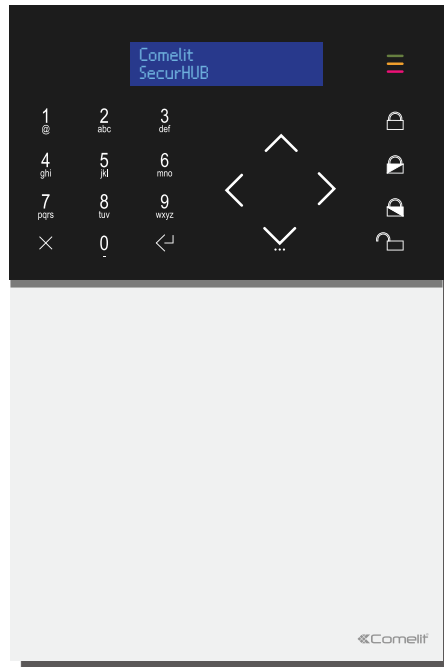 Comelit
SecurHUB
1 2 3
@ abc def
4 5 6
ghi jkl mno
7 8 9
pqrs tuv wxyz
0
-
...
Comelit